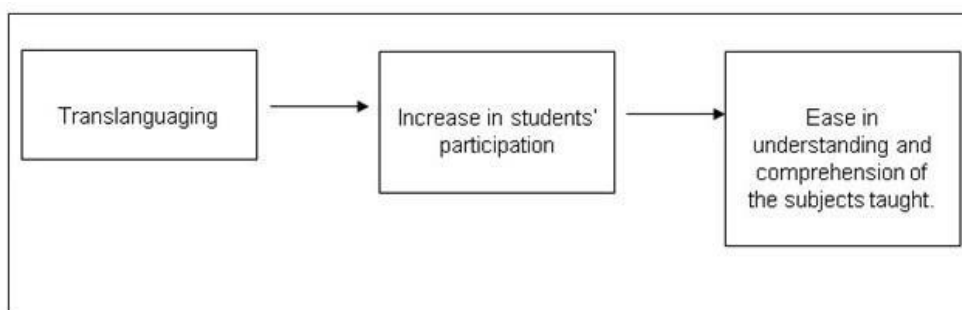 Translanguaging
Increase in students'
participation
Ease in
understanding and
comprehension of
the subjects taught.